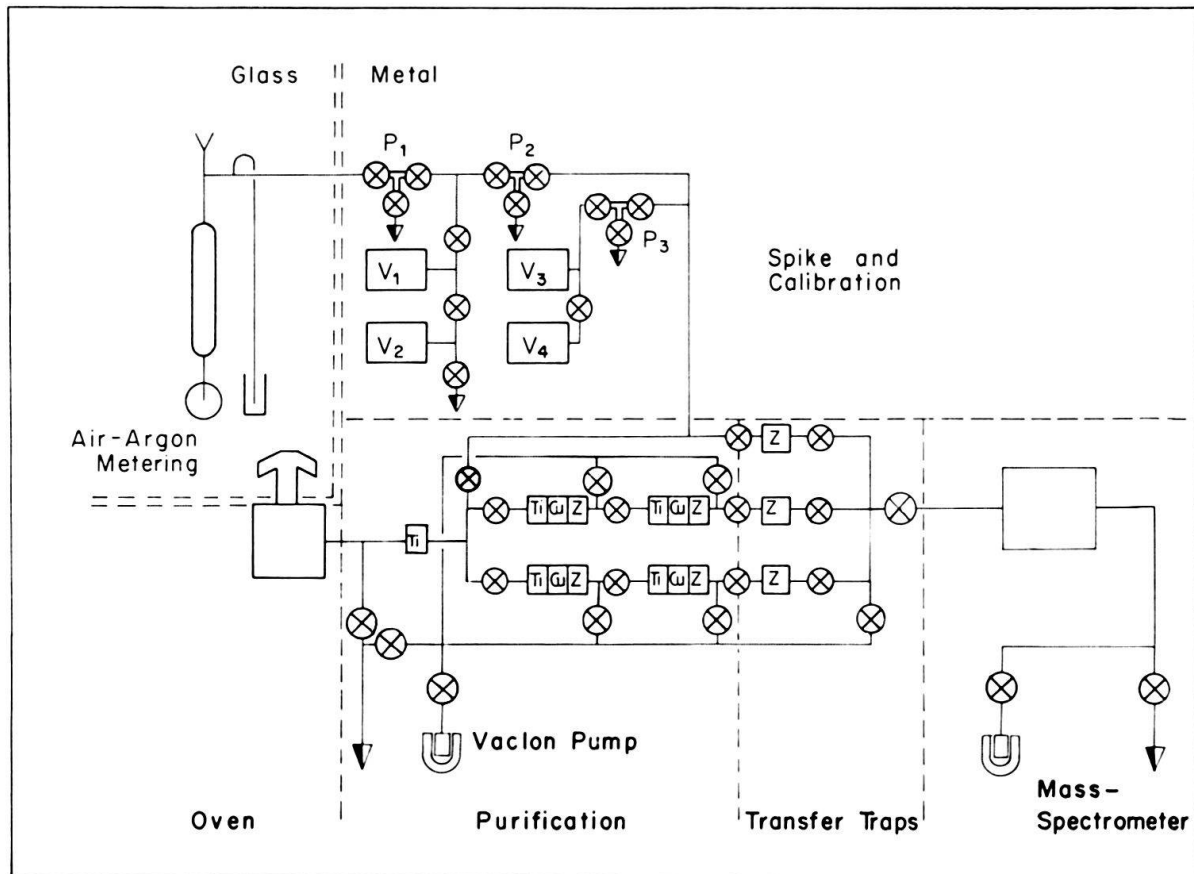 Glass Metal
P1 P2
P3
V1 V3
V2 V4
Spike and
Calibration
Air-Argon
Metering
Z
Ti Cu Z Ti Cu Z Z
Ti
Ti Cu Z Ti Cu Z Z
VacIon Pump
Oven Purification Transfer Traps
Mass-
Spectrometer